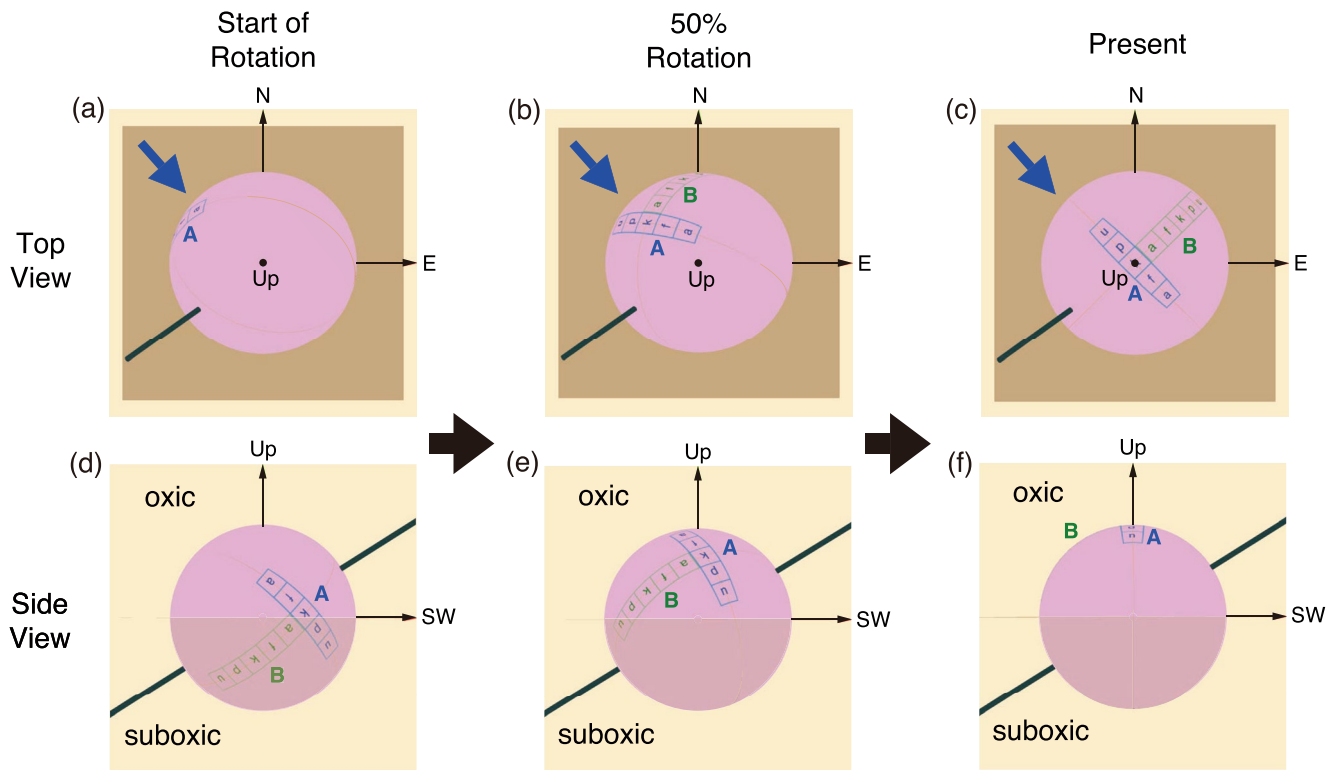 Start of
Rotation
50%
Rotation
Present
Top
View
(a)
N
E
Up
a
A
(b)
N
E
Up
u p k f a
A
a f k
B
(c)
N
E
Up
u p f a
A
a f k p
B
Side
View
(d)
Up
SW
oxic
suboxic
a f k p u
A
a f k p u
B
(e)
Up
SW
oxic
suboxic
a f k p u
A
a f k p u
B
(f)
Up
SW
oxic
suboxic
B
u
A